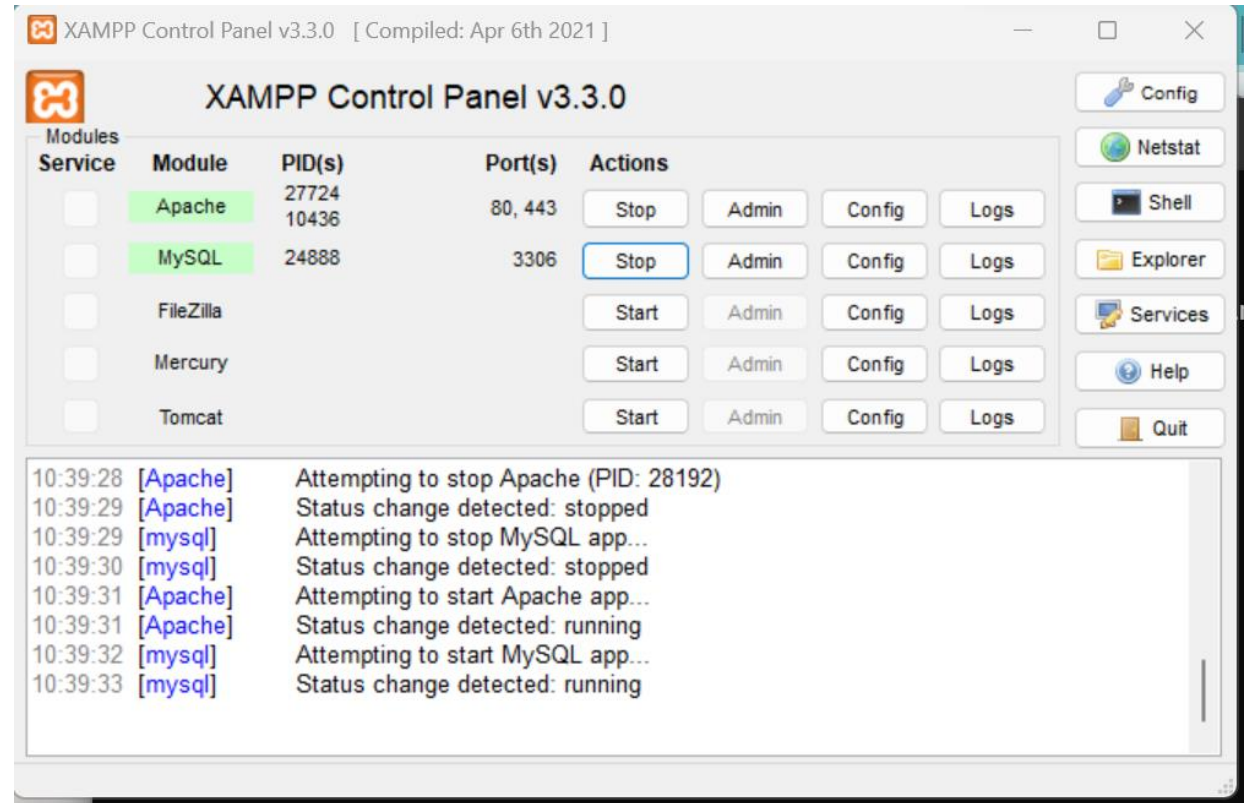 XAMPP Control Panel v3.3.0 [ Compiled: Apr 6th 2021 ]
XAMPP Control Panel v3.3.0
Config
Modules
Netstat
Service Module PID(s) Port(s) Actions
Apache 27724 10436 80, 443 Stop Admin Config Logs
Shell
MySQL 24888 3306 Stop Admin Config Logs
Explorer
FileZilla Start Admin Config Logs
Services
Mercury Start Admin Config Logs
Help
Tomcat Start Admin Config Logs
Quit
10:39:28 [Apache] Attempting to stop Apache (PID: 28192)
10:39:29 [Apache] Status change detected: stopped
10:39:29 [mysql] Attempting to stop MySQL app...
10:39:30 [mysql] Status change detected: stopped
10:39:31 [Apache] Attempting to start Apache app...
10:39:31 [Apache] Status change detected: running
10:39:32 [mysql] Attempting to start MySQL app...
10:39:33 [mysql] Status change detected: running